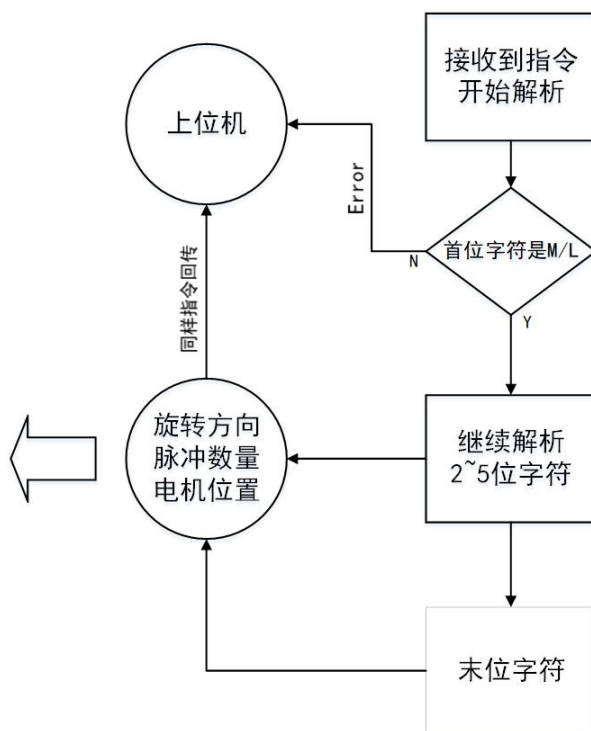 接收到指令
开始解析
上位机
Error
首位字符是M/L
N
Y
同样指令回传
旋转方向
脉冲数量
电机位置
继续解析
2~5位字符
末位字符